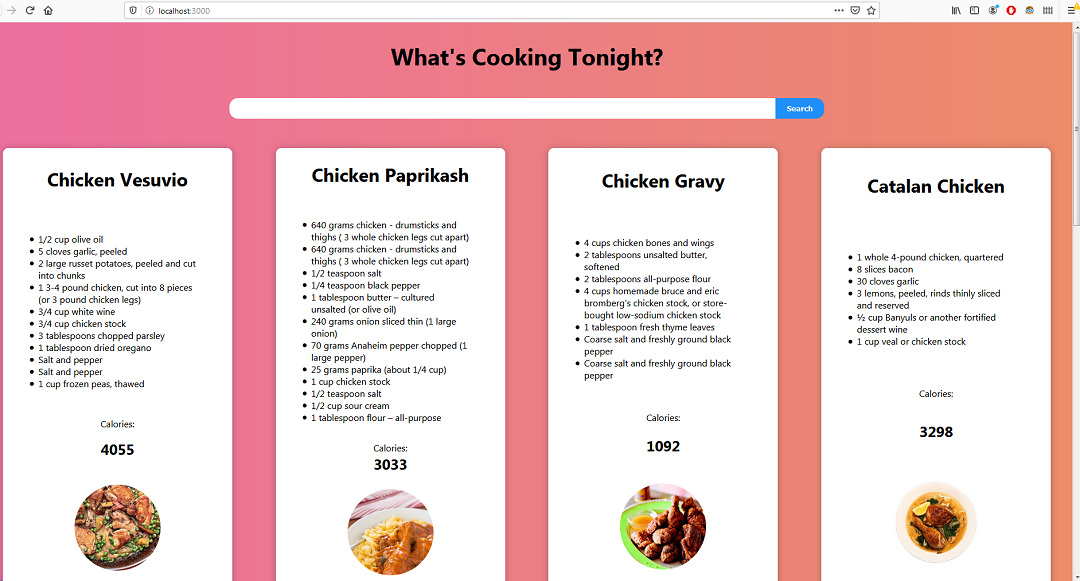 localhost:3000
What's Cooking Tonight?
Search
Chicken Vesuvio
1/2 cup olive oil
5 cloves garlic, peeled
2 large russet potatoes, peeled and cut
into chunks
1 3-4 pound chicken, cut into 8 pieces
(or 3 pound chicken legs)
3/4 cup white wine
3/4 cup chicken stock
3 tablespoons chopped parsley
1 tablespoon dried oregano
Salt and pepper
Salt and pepper
1 cup frozen peas, thawed
Calories:
4055
Chicken Paprikash
640 grams chicken - drumsticks and
thighs ( 3 whole chicken legs cut apart)
640 grams chicken - drumsticks and
thighs ( 3 whole chicken legs cut apart)
1/2 teaspoon salt
1/4 teaspoon black pepper
1 tablespoon butter – cultured
unsalted (or olive oil)
240 grams onion sliced thin (1 large
onion)
70 grams Anaheim pepper chopped (1
large pepper)
25 grams paprika (about 1/4 cup)
1 cup chicken stock
1/2 teaspoon salt
1/2 cup sour cream
1 tablespoon flour – all-purpose
Calories:
3033
Chicken Gravy
4 cups chicken bones and wings
2 tablespoons unsalted butter,
softened
2 tablespoons all-purpose flour
4 cups homemade bruce and eric
bromberg's chicken stock, or store-
bought low-sodium chicken stock
1 tablespoon fresh thyme leaves
Coarse salt and freshly ground black
pepper
Coarse salt and freshly ground black
pepper
Calories:
1092
Catalan Chicken
1 whole 4-pound chicken, quartered
8 slices bacon
30 cloves garlic
3 lemons, peeled, rinds thinly sliced
and reserved
½ cup Banyuls or another fortified
dessert wine
1 cup veal or chicken stock
Calories:
3298